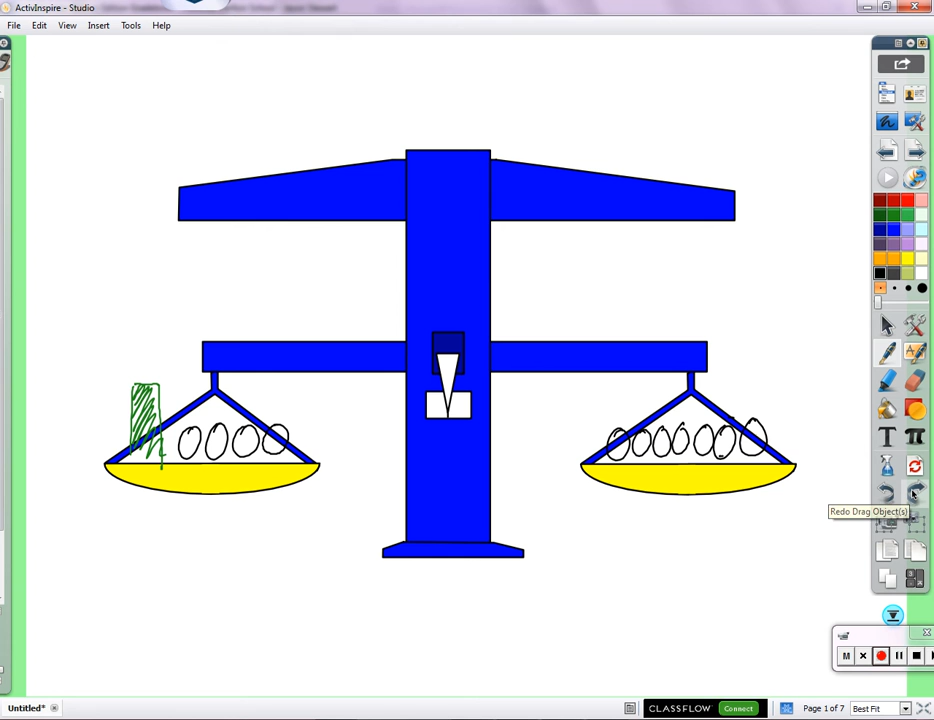 ActivInspire - Studio
File Edit View Insert Tools Help
Redo Drag Object(s)
M
Untitled*
CLASSFLOW Connect
Page 1 of 7
Best Fit